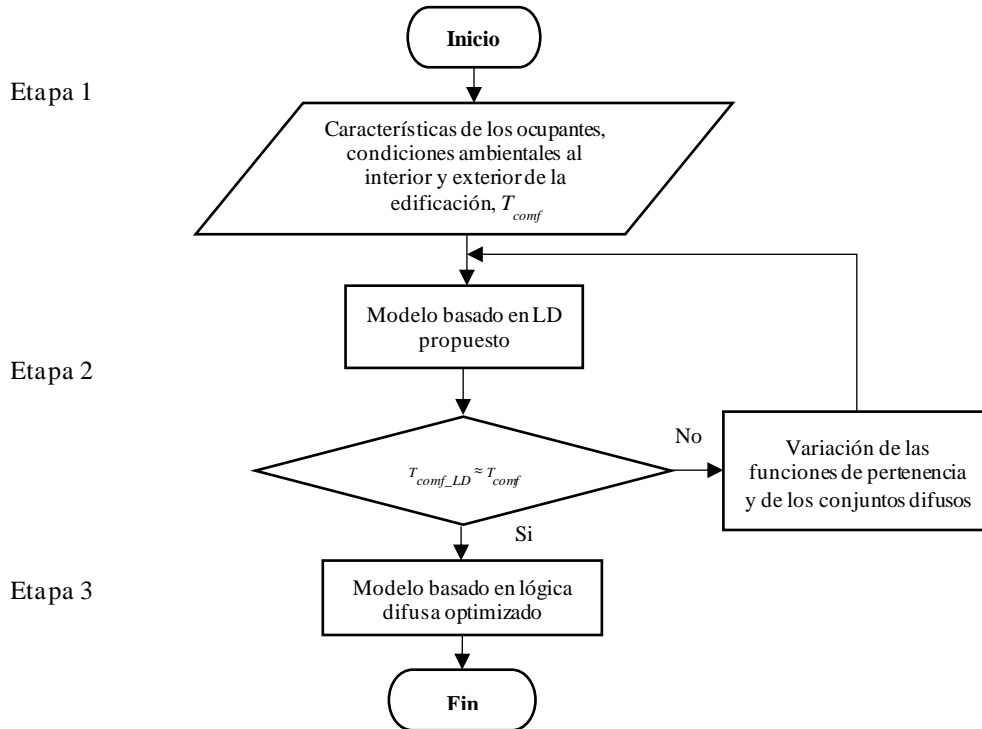 Inicio
Etapa 1
Características de los ocupantes,
condiciones ambientales al
interior y exterior de la
edificación, T_comf
Modelo basado en LD
propuesto
Etapa 2
T_comf_LD ≈ T_comf
No
Variación de las
funciones de pertenencia
y de los conjuntos difusos
Si
Etapa 3
Modelo basado en lógica
difusa optimizado
Fin